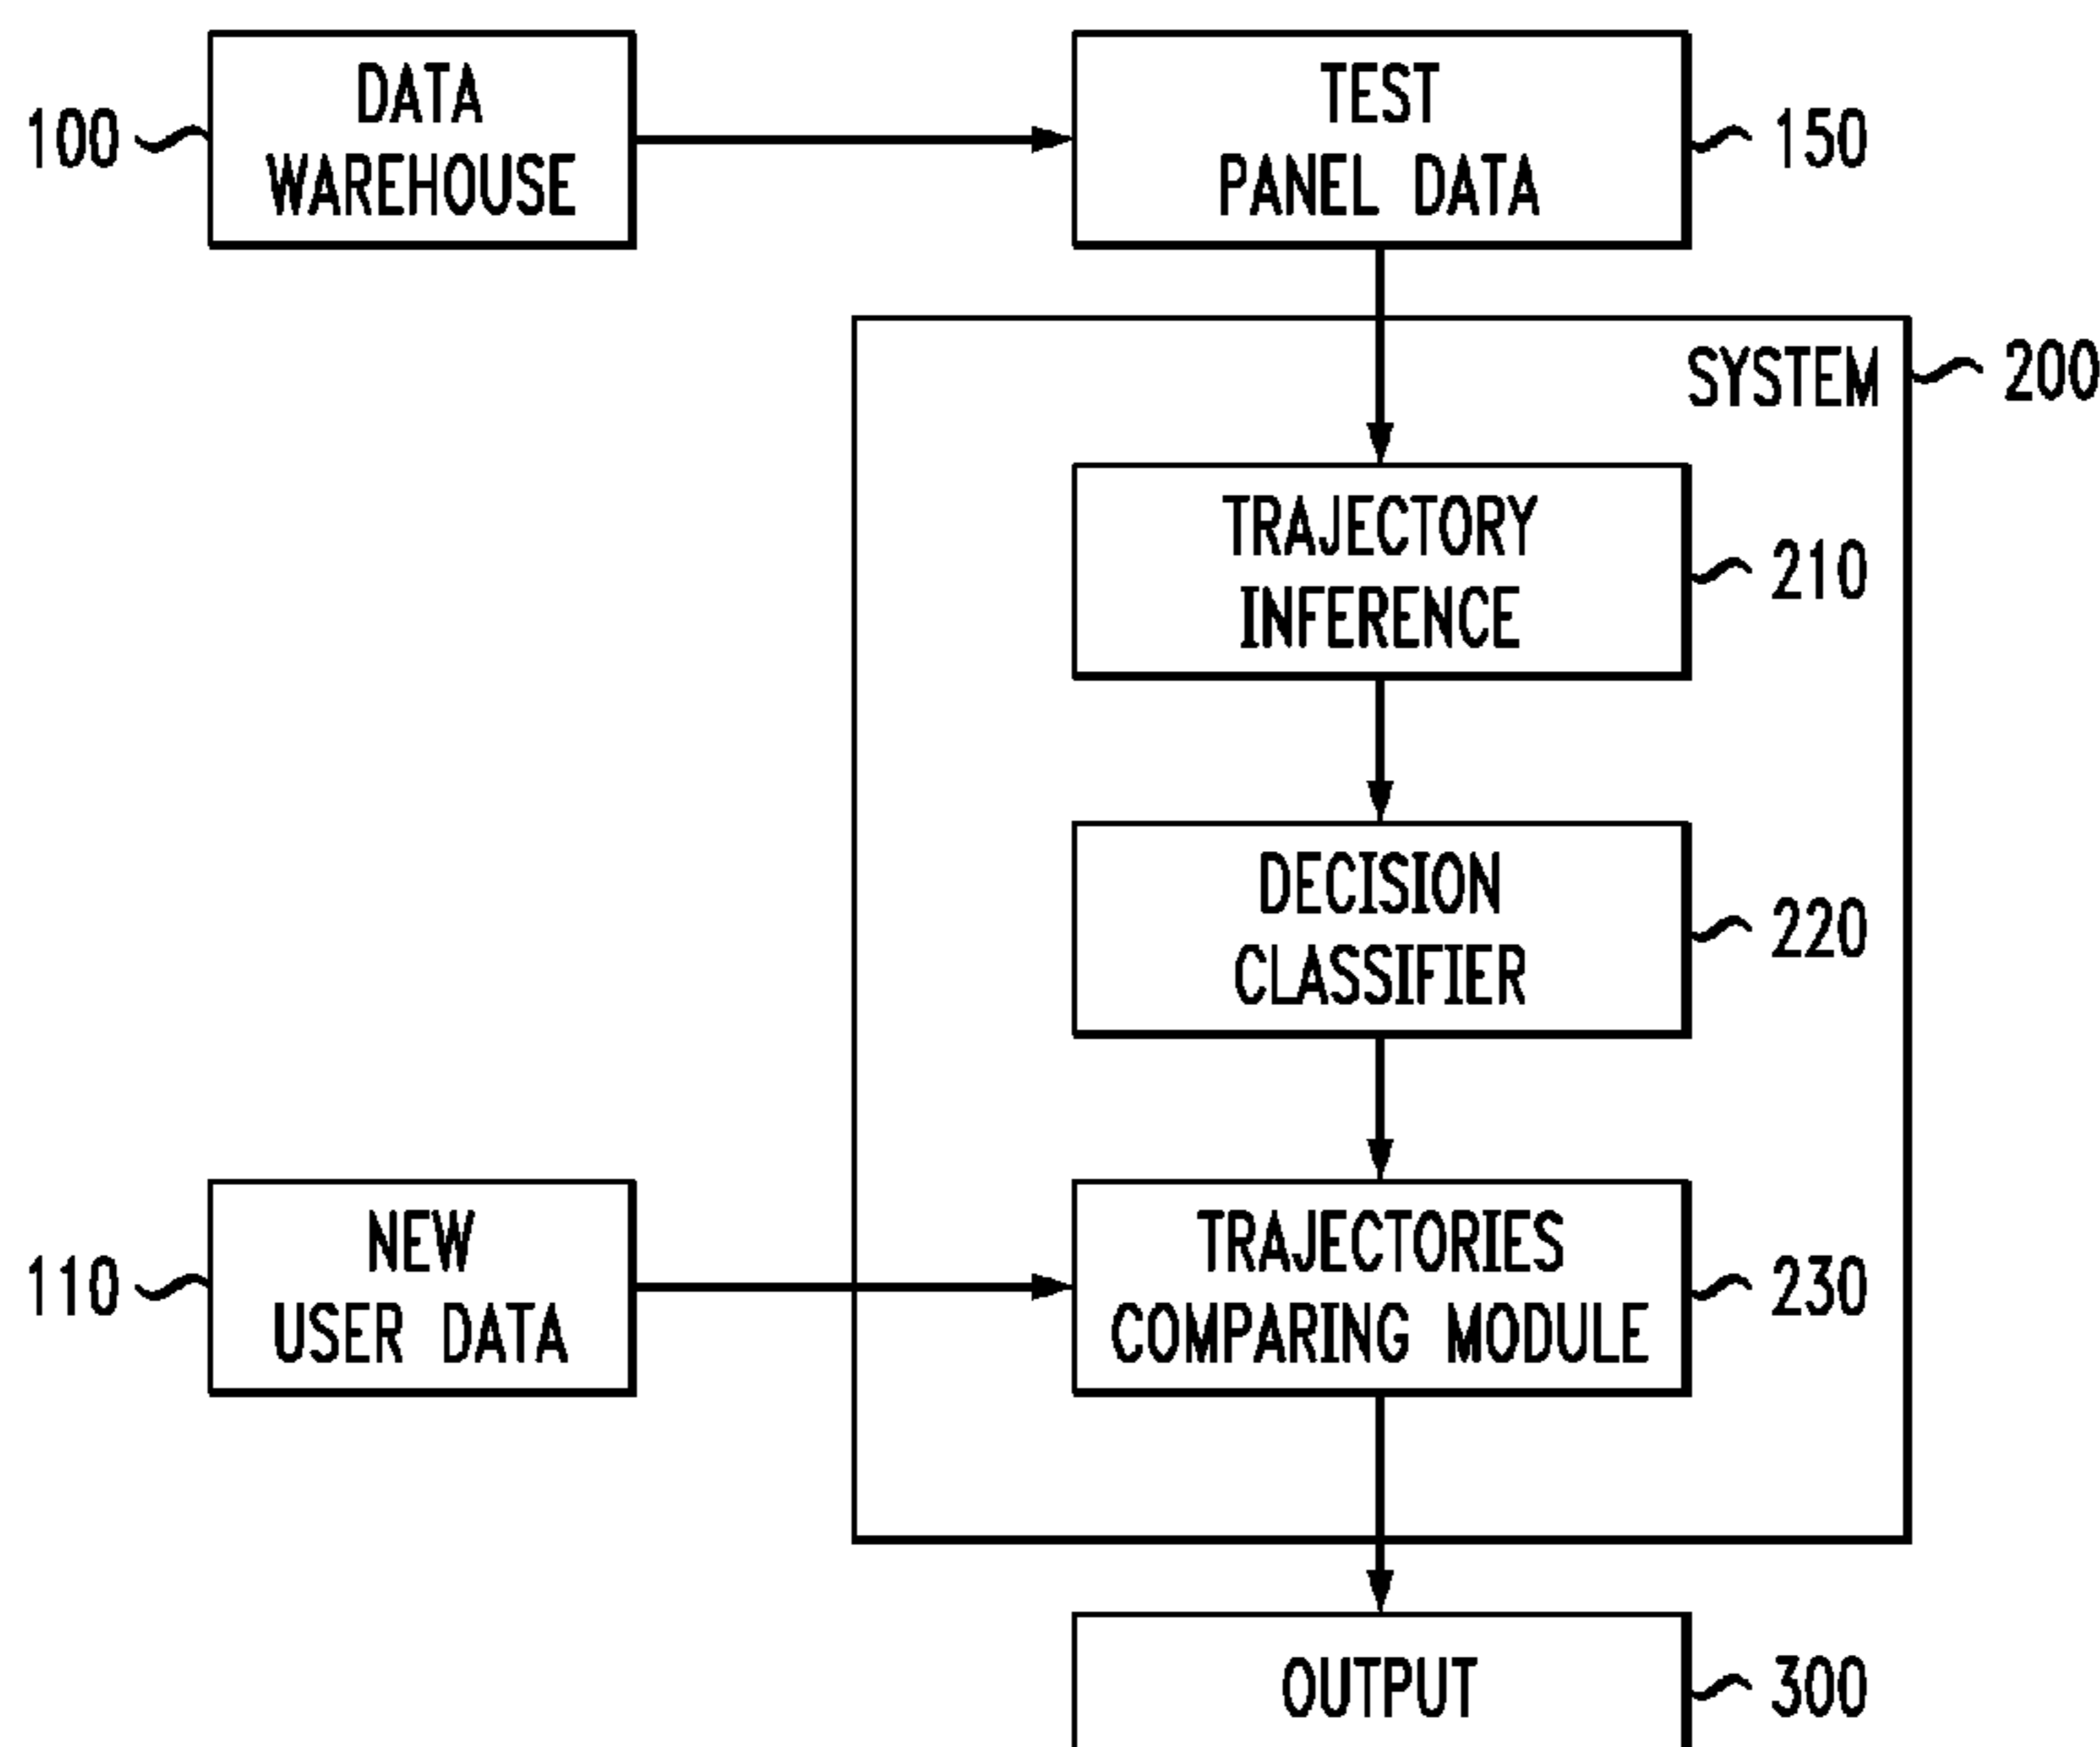 DATA
WAREHOUSE
100
TEST
PANEL DATA
150
SYSTEM
200
TRAJECTORY
INFERENCE
210
DECISION
CLASSIFIER
220
NEW
USER DATA
110
TRAJECTORIES
COMPARING MODULE
230
OUTPUT
300